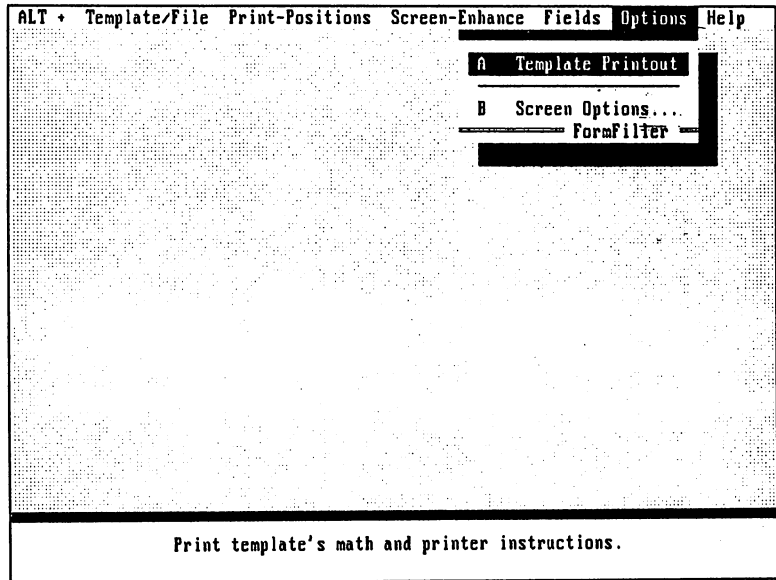 ALT + Template/File Print-Positions Screen-Enhance Fields Options Help
A Template Printout
B Screen Options...
FormFilter
Print template's math and printer instructions.